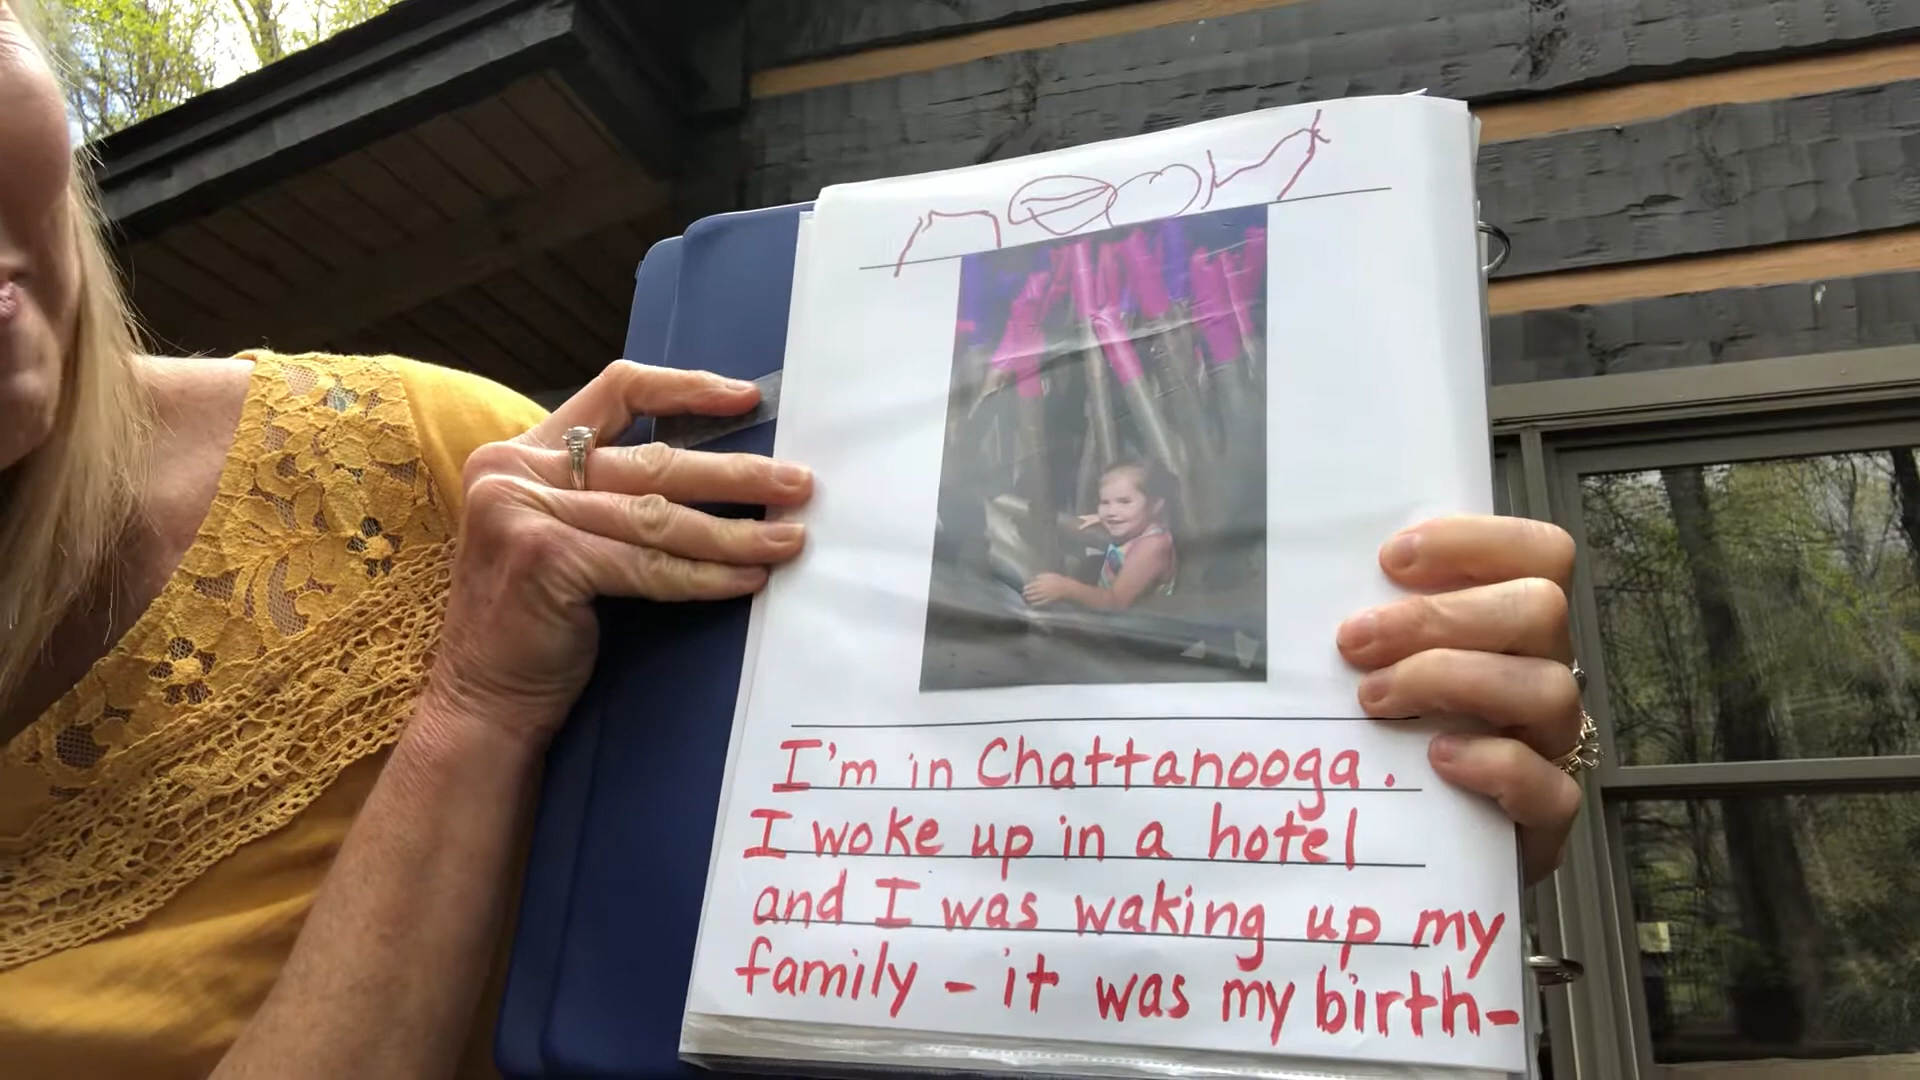 I'm in Chattanooga.
I woke up in a hotel
and I was waking up my
family - it was my birth-